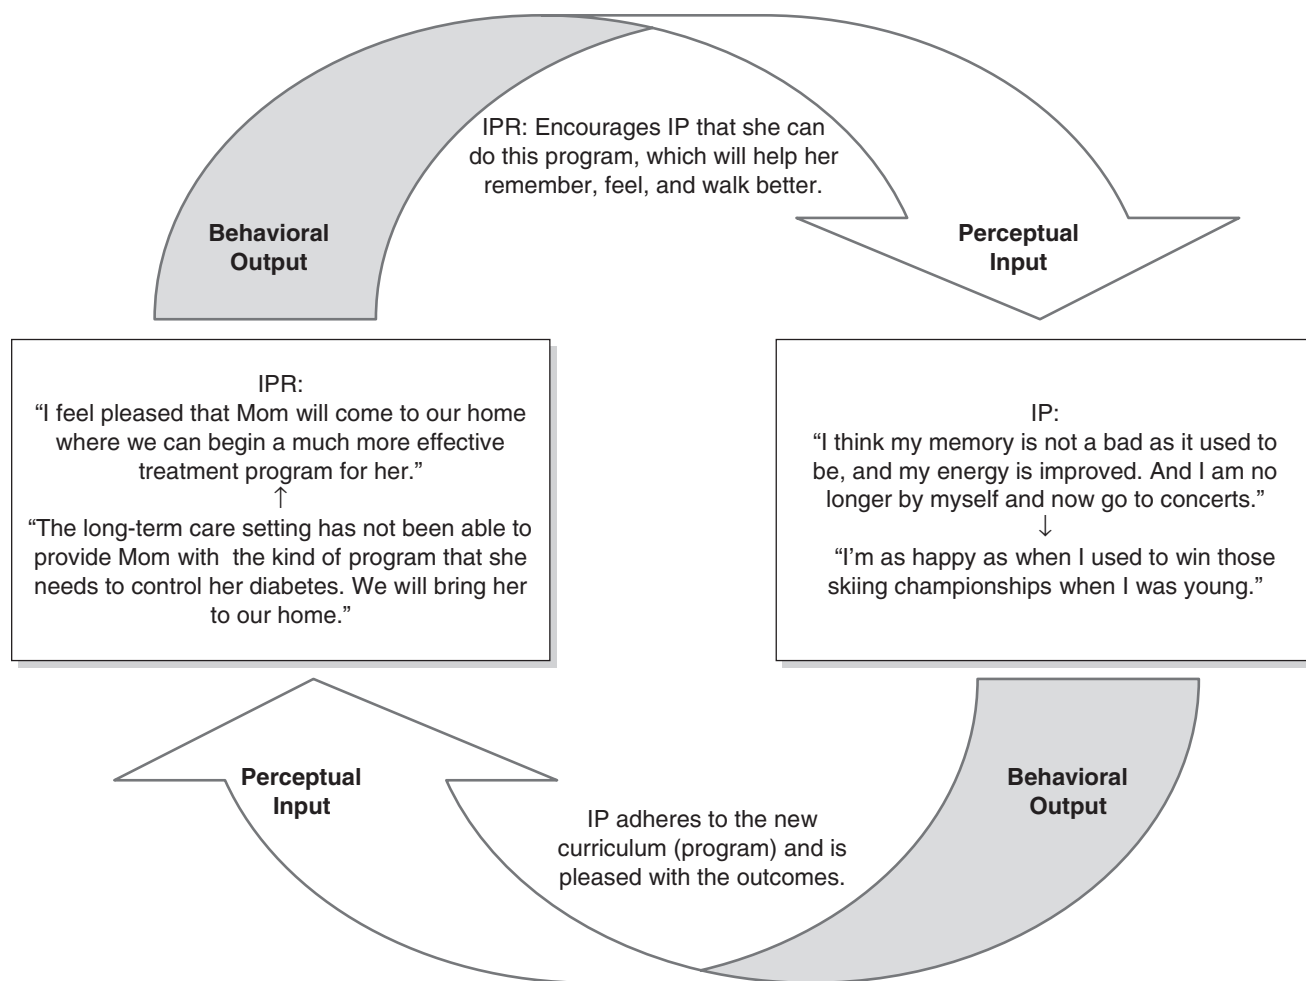 IPR: Encourages IP that she can
do this program, which will help her
remember, feel, and walk better.
Behavioral
Output
Perceptual
Input
IPR:
“I feel pleased that Mom will come to our home
where we can begin a much more effective
treatment program for her.”
↑
“The long-term care setting has not been able to
provide Mom with the kind of program that she
needs to control her diabetes. We will bring her
to our home.”
IP:
“I think my memory is not a bad as it used to
be, and my energy is improved. And I am no
longer by myself and now go to concerts.”
↓
“I’m as happy as when I used to win those
skiing championships when I was young.”
Perceptual
Input
Behavioral
Output
IP adheres to the new
curriculum (program) and is
pleased with the outcomes.